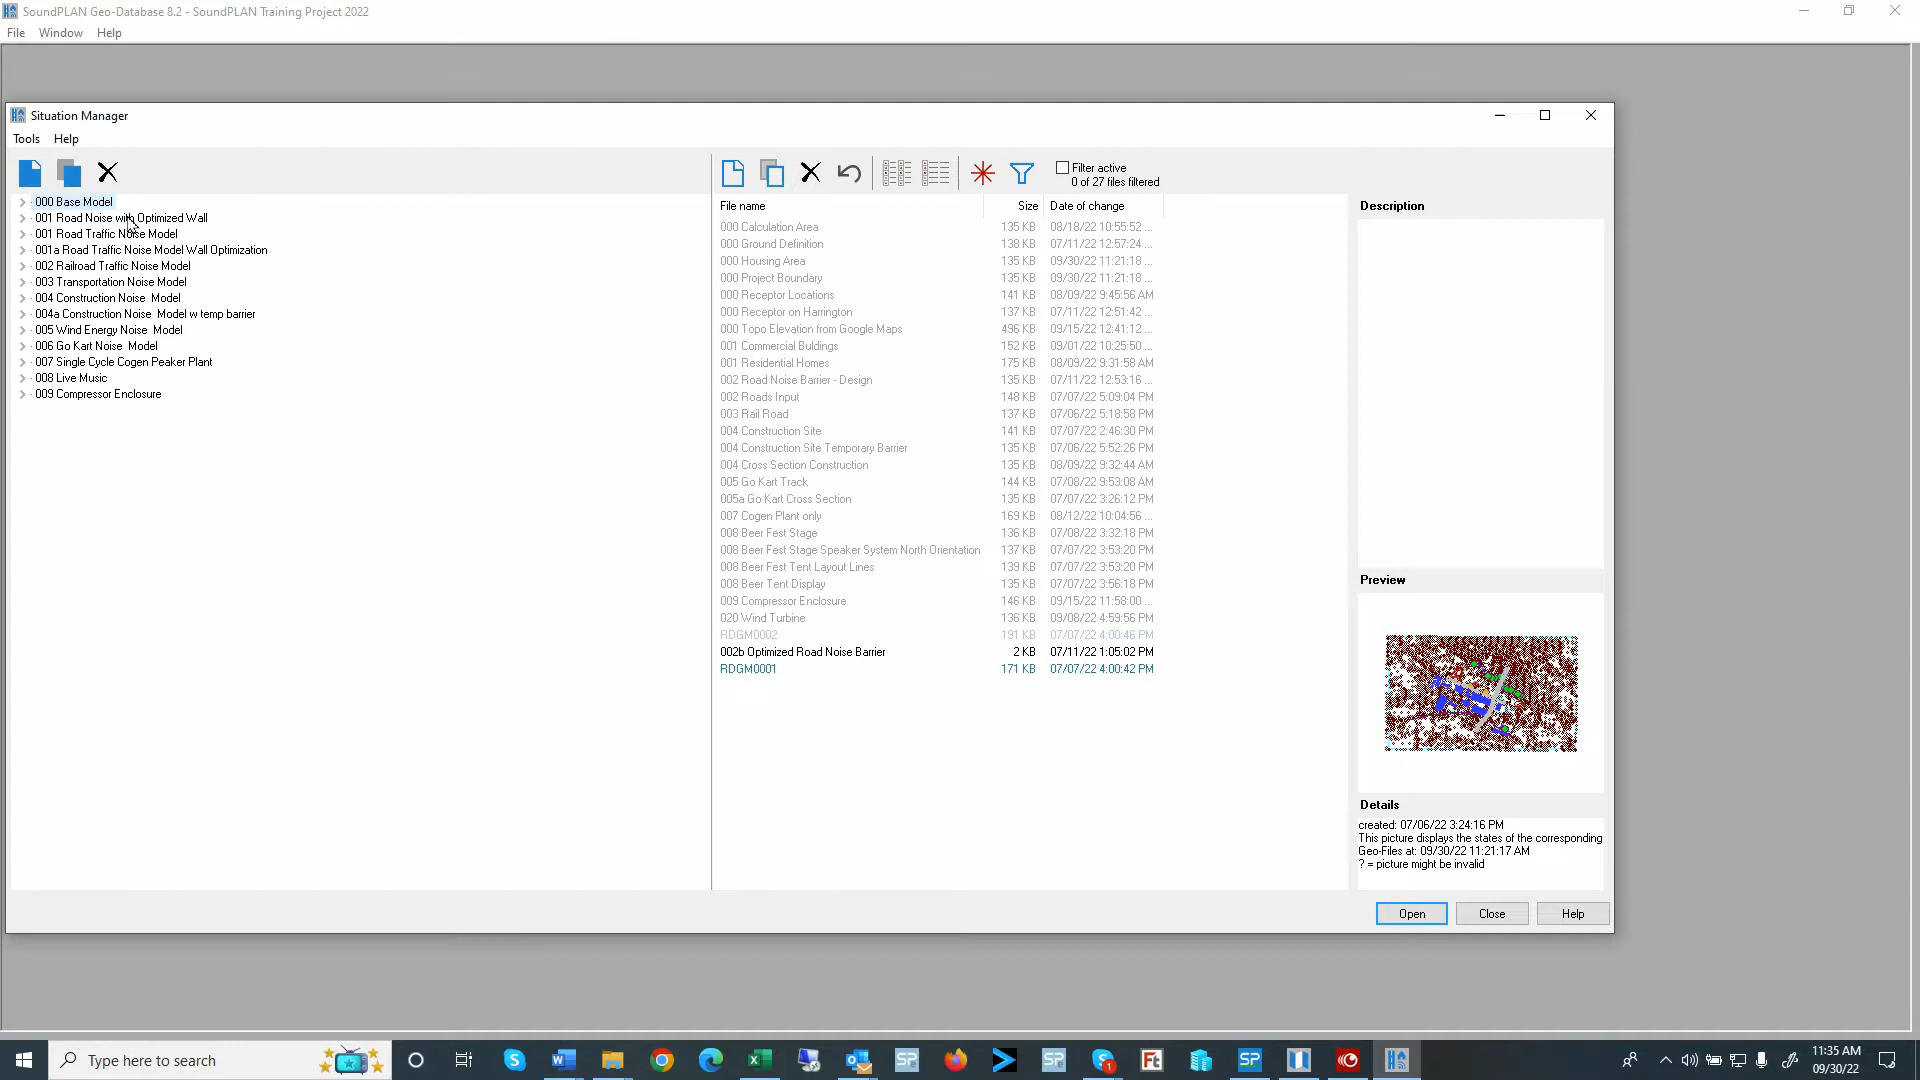 SoundPLAN Geo-Database 8.2 - SoundPLAN Training Project 2022
File Window Help
Situation Manager
Tools Help
Filter active
0 of 27 files filtered
000 Base Model
001 Road Noise with Optimized Wall
001 Road Traffic Noise Model
001a Road Traffic Noise Model Wall Optimization
002 Railroad Traffic Noise Model
003 Transportation Noise Model
004 Construction Noise Model
004a Construction Noise Model w temp barrier
005 Wind Energy Noise Model
006 Go Kart Noise Model
007 Single Cycle Cogen Peaker Plant
008 Live Music
009 Compressor Enclosure
File name Size Date of change
000 Calculation Area 135 KB 08/18/22 10:55:52 ...
000 Ground Definition 138 KB 07/11/22 12:57:24 ...
000 Housing Area 135 KB 09/30/22 11:21:18 ...
000 Project Boundary 135 KB 09/30/22 11:21:18 ...
000 Receptor Locations 141 KB 08/09/22 9:45:56 AM
000 Receptor on Harrington 137 KB 07/11/22 12:51:42 ...
000 Topo Elevation from Google Maps 496 KB 09/15/22 12:41:12 ...
001 Commercial Buldings 152 KB 09/01/22 10:25:50 ...
001 Residential Homes 175 KB 08/09/22 9:31:58 AM
002 Road Noise Barrier - Design 135 KB 07/11/22 12:53:16 ...
002 Roads Input 148 KB 07/07/22 5:09:04 PM
003 Rail Road 137 KB 07/06/22 5:18:58 PM
004 Construction Site 141 KB 07/07/22 2:46:30 PM
004 Construction Site Temporary Barrier 135 KB 07/06/22 5:52:26 PM
004 Cross Section Construction 135 KB 08/09/22 9:32:44 AM
005 Go Kart Track 144 KB 07/08/22 9:53:08 AM
005a Go Kart Cross Section 135 KB 07/07/22 3:26:12 PM
007 Cogen Plant only 169 KB 08/12/22 10:04:56 ...
008 Beer Fest Stage 136 KB 07/08/22 3:32:18 PM
008 Beer Fest Stage Speaker System North Orientation 137 KB 07/07/22 3:53:20 PM
008 Beer Fest Tent Layout Lines 139 KB 07/07/22 3:53:20 PM
008 Beer Tent Display 135 KB 07/07/22 3:56:18 PM
009 Compressor Enclosure 146 KB 09/15/22 11:58:00 ...
020 Wind Turbine 136 KB 09/08/22 4:59:56 PM
RDGM0002 191 KB 07/07/22 4:00:46 PM
002b Optimized Road Noise Barrier 2 KB 07/11/22 1:05:02 PM
RDGM0001 171 KB 07/07/22 4:00:42 PM
Description
Preview
Details
created: 07/06/22 3:24:16 PM
This picture displays the states of the corresponding
Geo-Files at: 09/30/22 11:21:17 AM
? = picture might be invalid
Open Close Help
Type here to search
11:35 AM
09/30/22